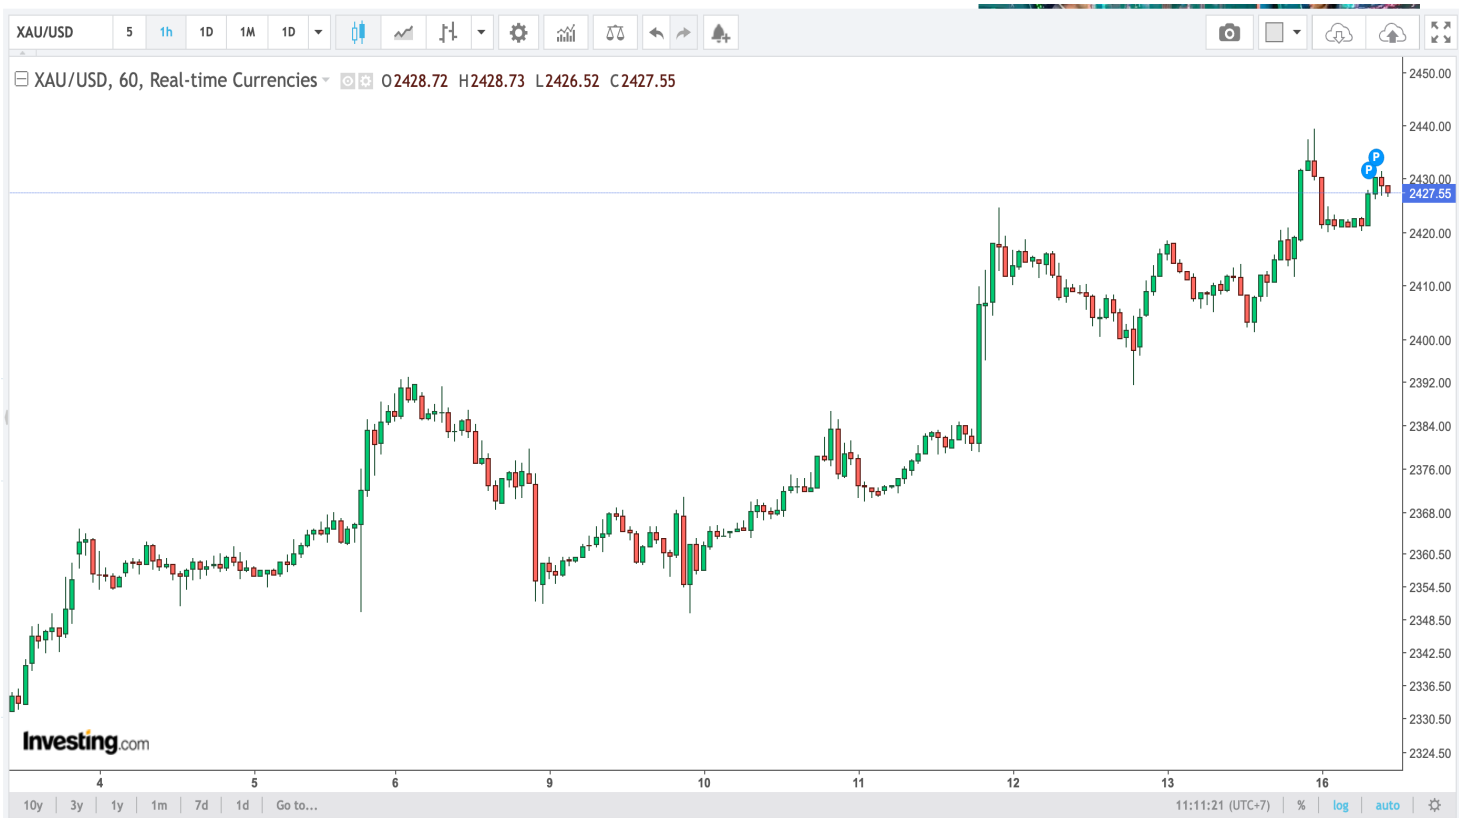 XAU/USD 5 1h 1D 1M 1D
XAU/USD, 60, Real-time Currencies O2428.72 H2428.73 L2426.52 C2427.55
2450.00
2440.00
P
P
2430.00
2427.55
2420.00
2410.00
2400.00
2392.00
2384.00
2376.00
2368.00
2360.50
2354.50
2348.50
2342.50
2336.50
2330.50
2324.50
Investing.com
4 5 6 9 10 11 12 13 16
10y 3y 1y 1m 7d 1d Go to... 11:11:21 (UTC+7) % log auto